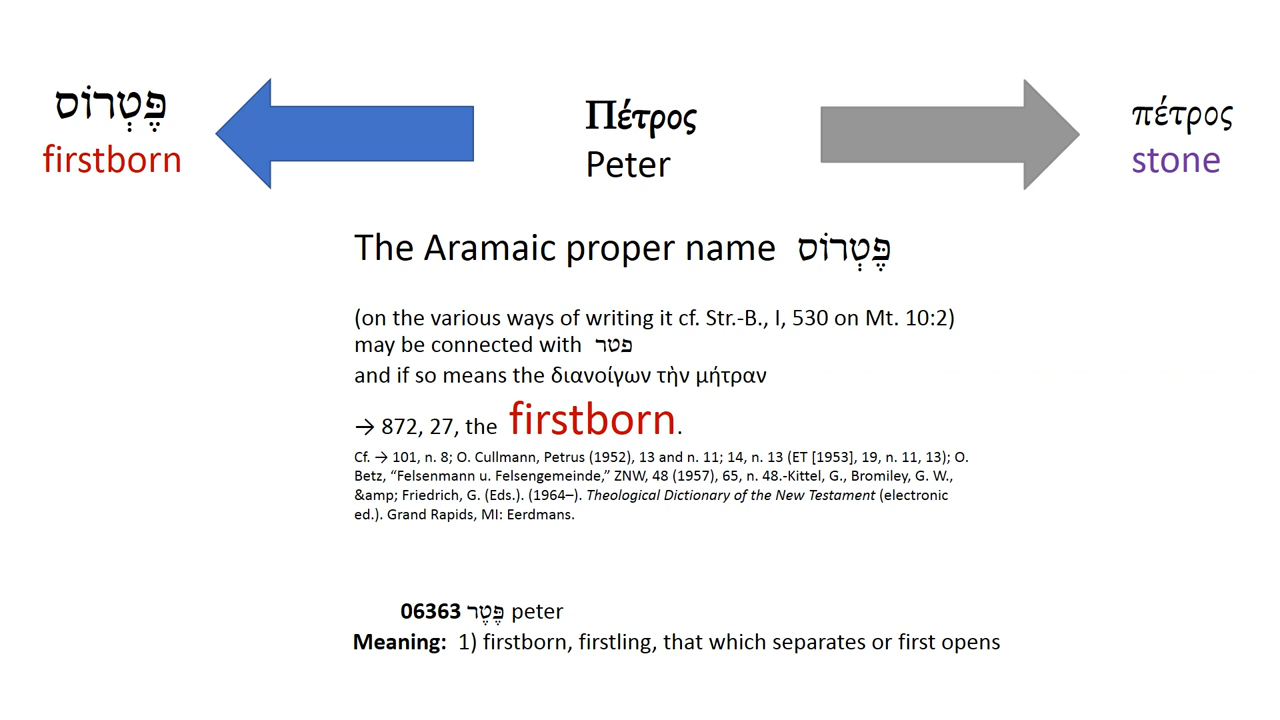 פֶּטְרוֹס
firstborn
Πέτρος
Peter
πέτρος
stone
The Aramaic proper name פֶּטְרוֹס
(on the various ways of writing it cf. Str.-B., I, 530 on Mt. 10:2)
may be connected with פטר
and if so means the διανοίγων τὴν μήτραν
→ 872, 27, the firstborn.
Cf. → 101, n. 8; O. Cullmann, Petrus (1952), 13 and n. 11; 14, n. 13 (ET [1953], 19, n. 11, 13); O.
Betz, “Felsenmann u. Felsengemeinde,” ZNW, 48 (1957), 65, n. 48.-Kittel, G., Bromiley, G. W.,
&amp; Friedrich, G. (Eds.). (1964–). Theological Dictionary of the New Testament (electronic
ed.). Grand Rapids, MI: Eerdmans.
06363 פֶּטֶר peter
Meaning: 1) firstborn, firstling, that which separates or first opens